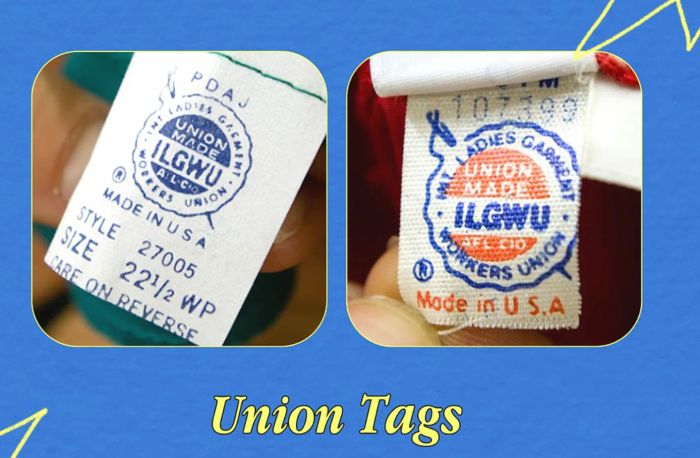 PDAJ
INT. LADIES GARMENT
WORKERS UNION
UNION
MADE
ILGWU
AFL-CIO
®
MADE IN USA
STYLE 27005
SIZE 22½ WP
CARE ON REVERSE
INT. LADIES GARMENT
WORKERS UNION
UNION
MADE
ILGWU
AFL CIO
®
Made in U.S.A
Union Tags